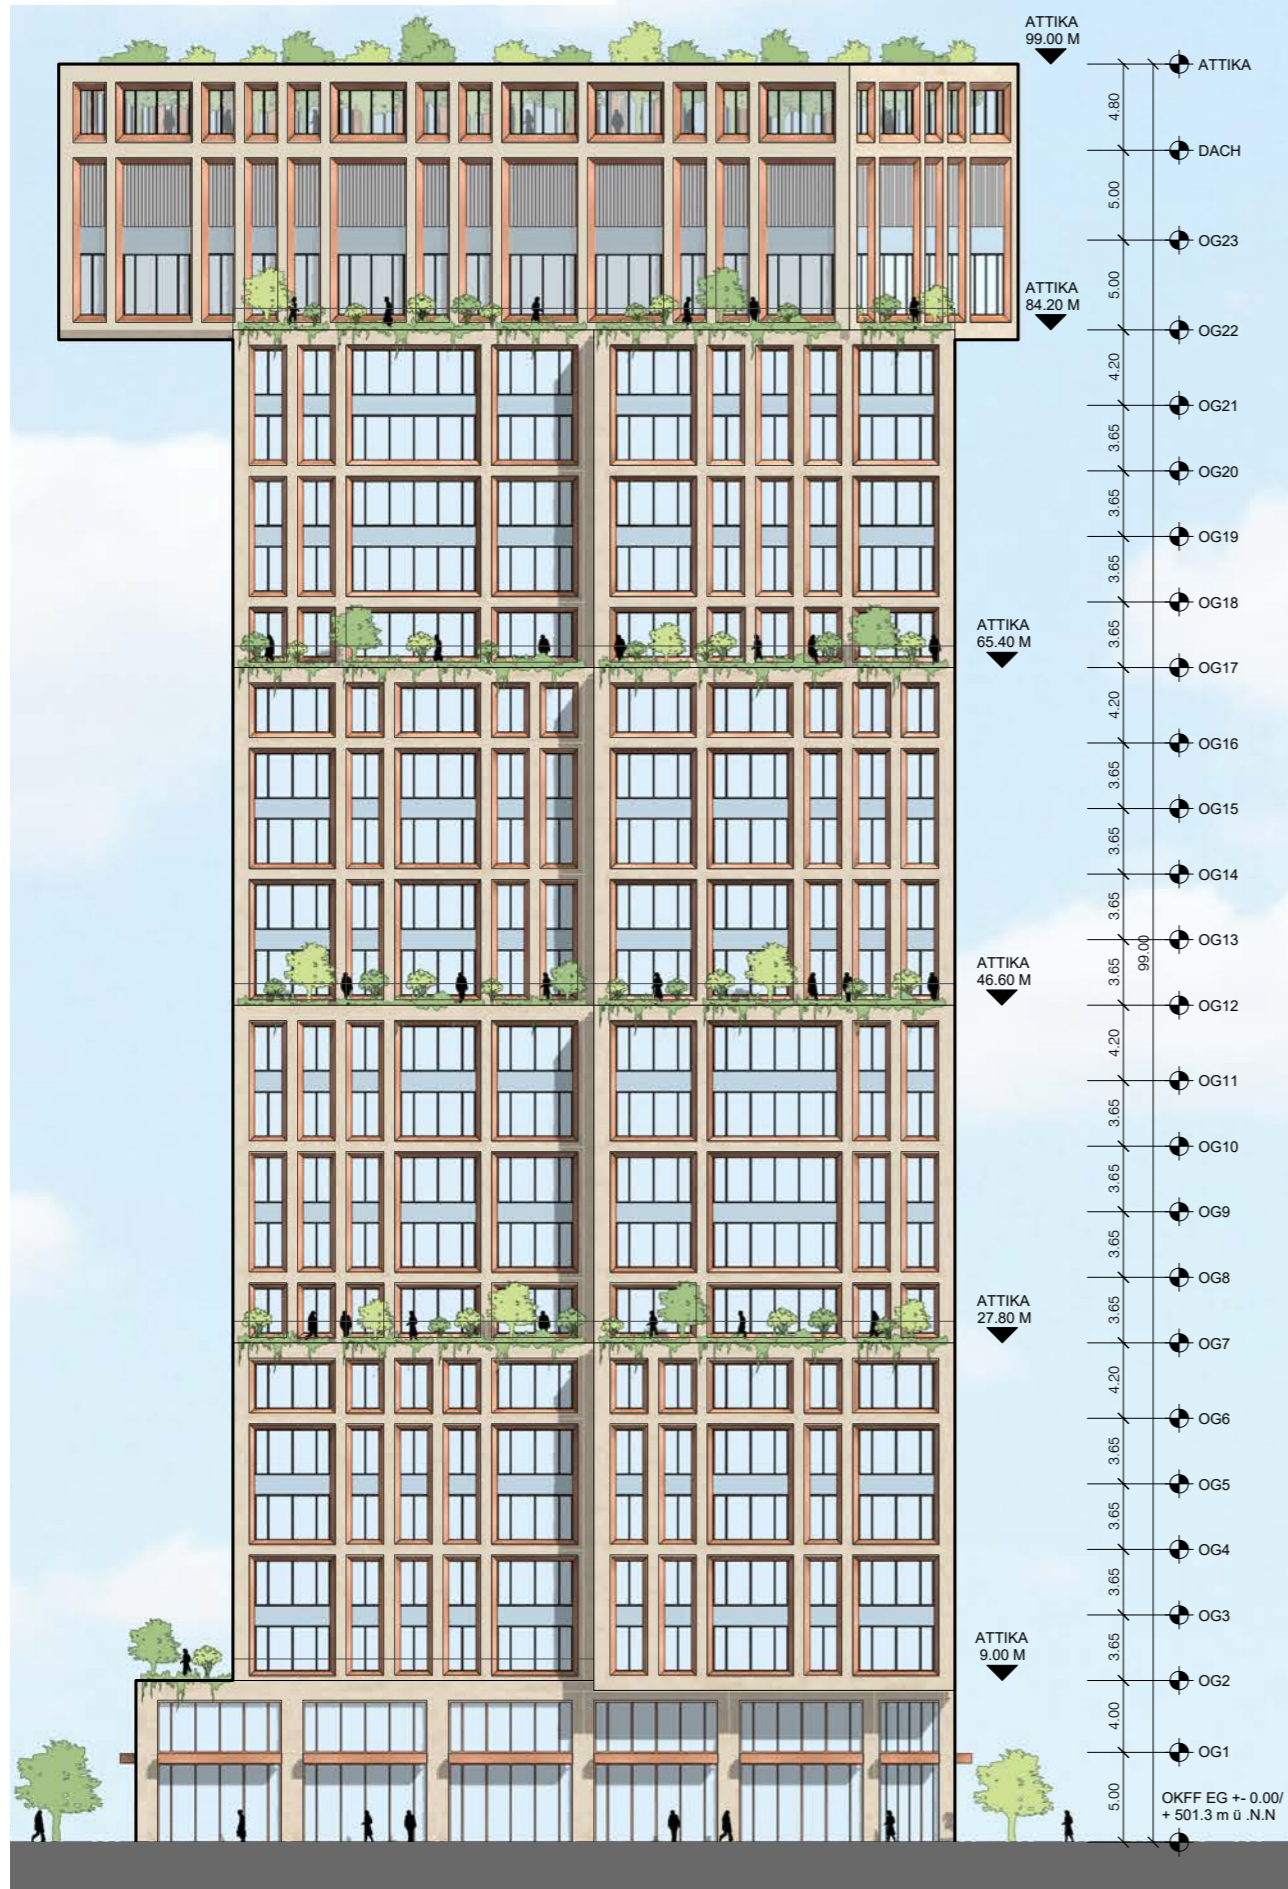 ATTIKA
99.00 M
ATTIKA
4.80
DACH
5.00
OG23
5.00
ATTIKA
84.20 M
OG22
4.20
OG21
3.65
OG20
3.65
OG19
3.65
OG18
3.65
ATTIKA
65.40 M
OG17
4.20
OG16
3.65
OG15
3.65
OG14
3.65
OG13
99.00
3.65
ATTIKA
46.60 M
OG12
4.20
OG11
3.65
OG10
3.65
OG9
3.65
OG8
3.65
ATTIKA
27.80 M
OG7
4.20
OG6
3.65
OG5
3.65
OG4
3.65
OG3
3.65
ATTIKA
9.00 M
OG2
4.00
OG1
5.00
OKFF EG +- 0.00/
+ 501.3 m ü .N.N